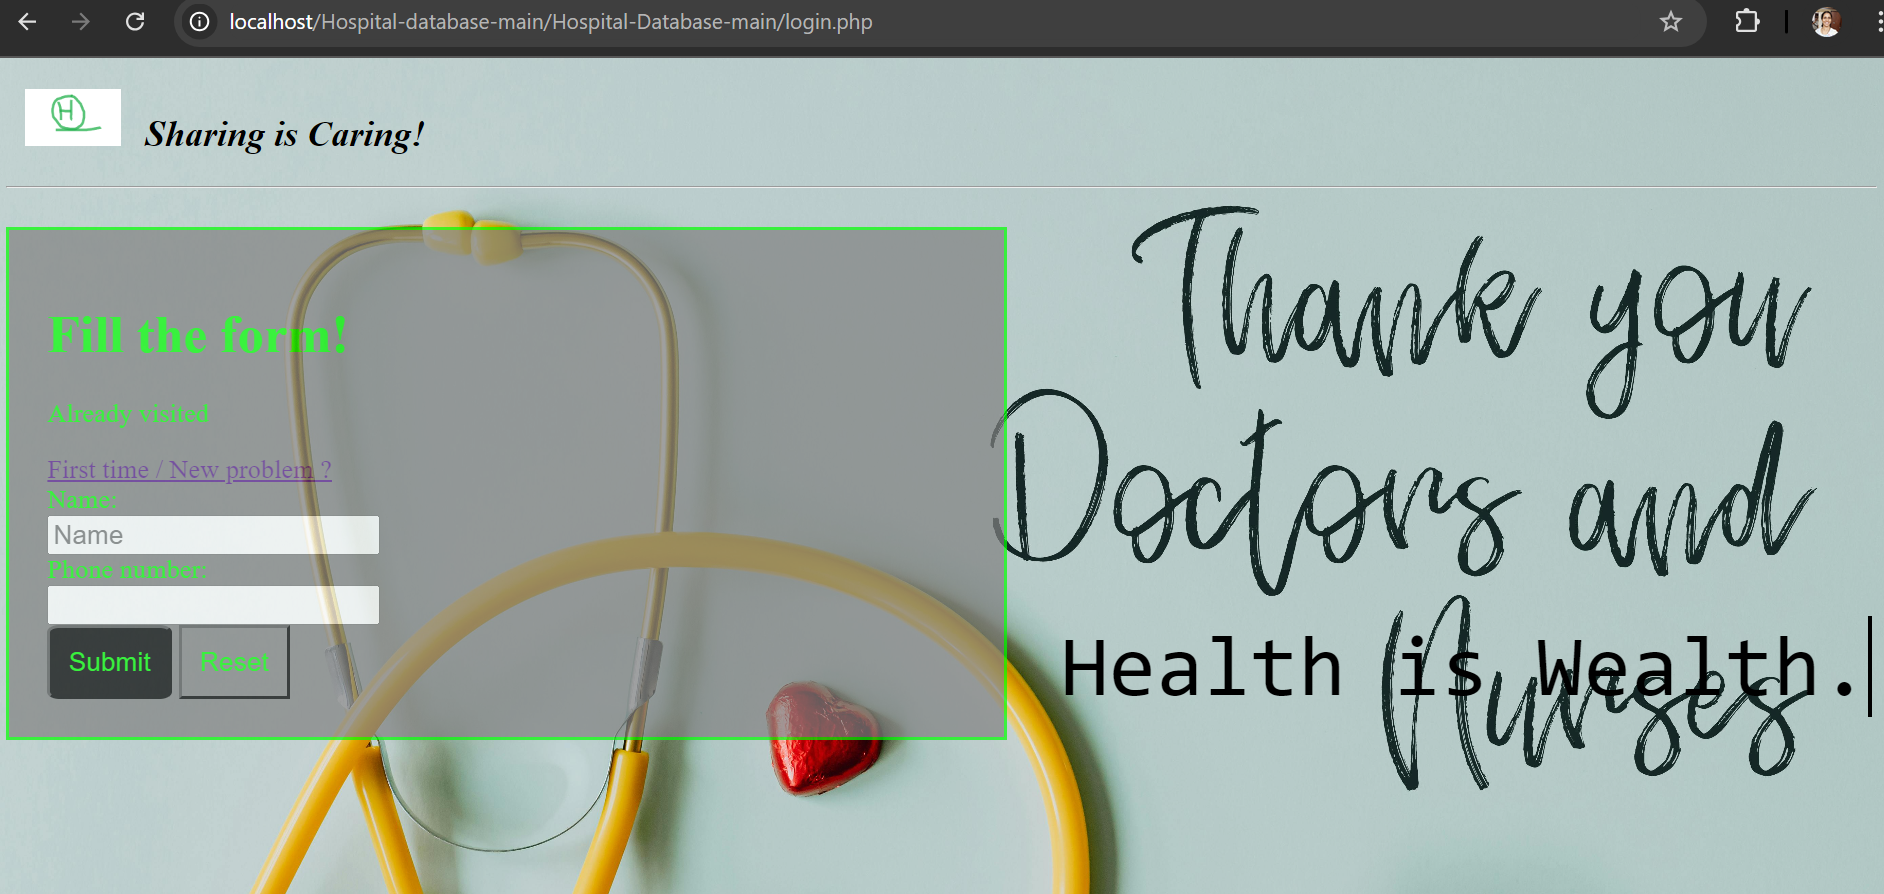 localhost/Hospital-database-main/Hospital-Database-main/login.php
H
Sharing is Caring!
Fill the form!
Already visited
First time / New problem ?
Name:
Name
Phone number:
Submit
Reset
Thank you
Doctors and
Nurses
Health is Wealth.